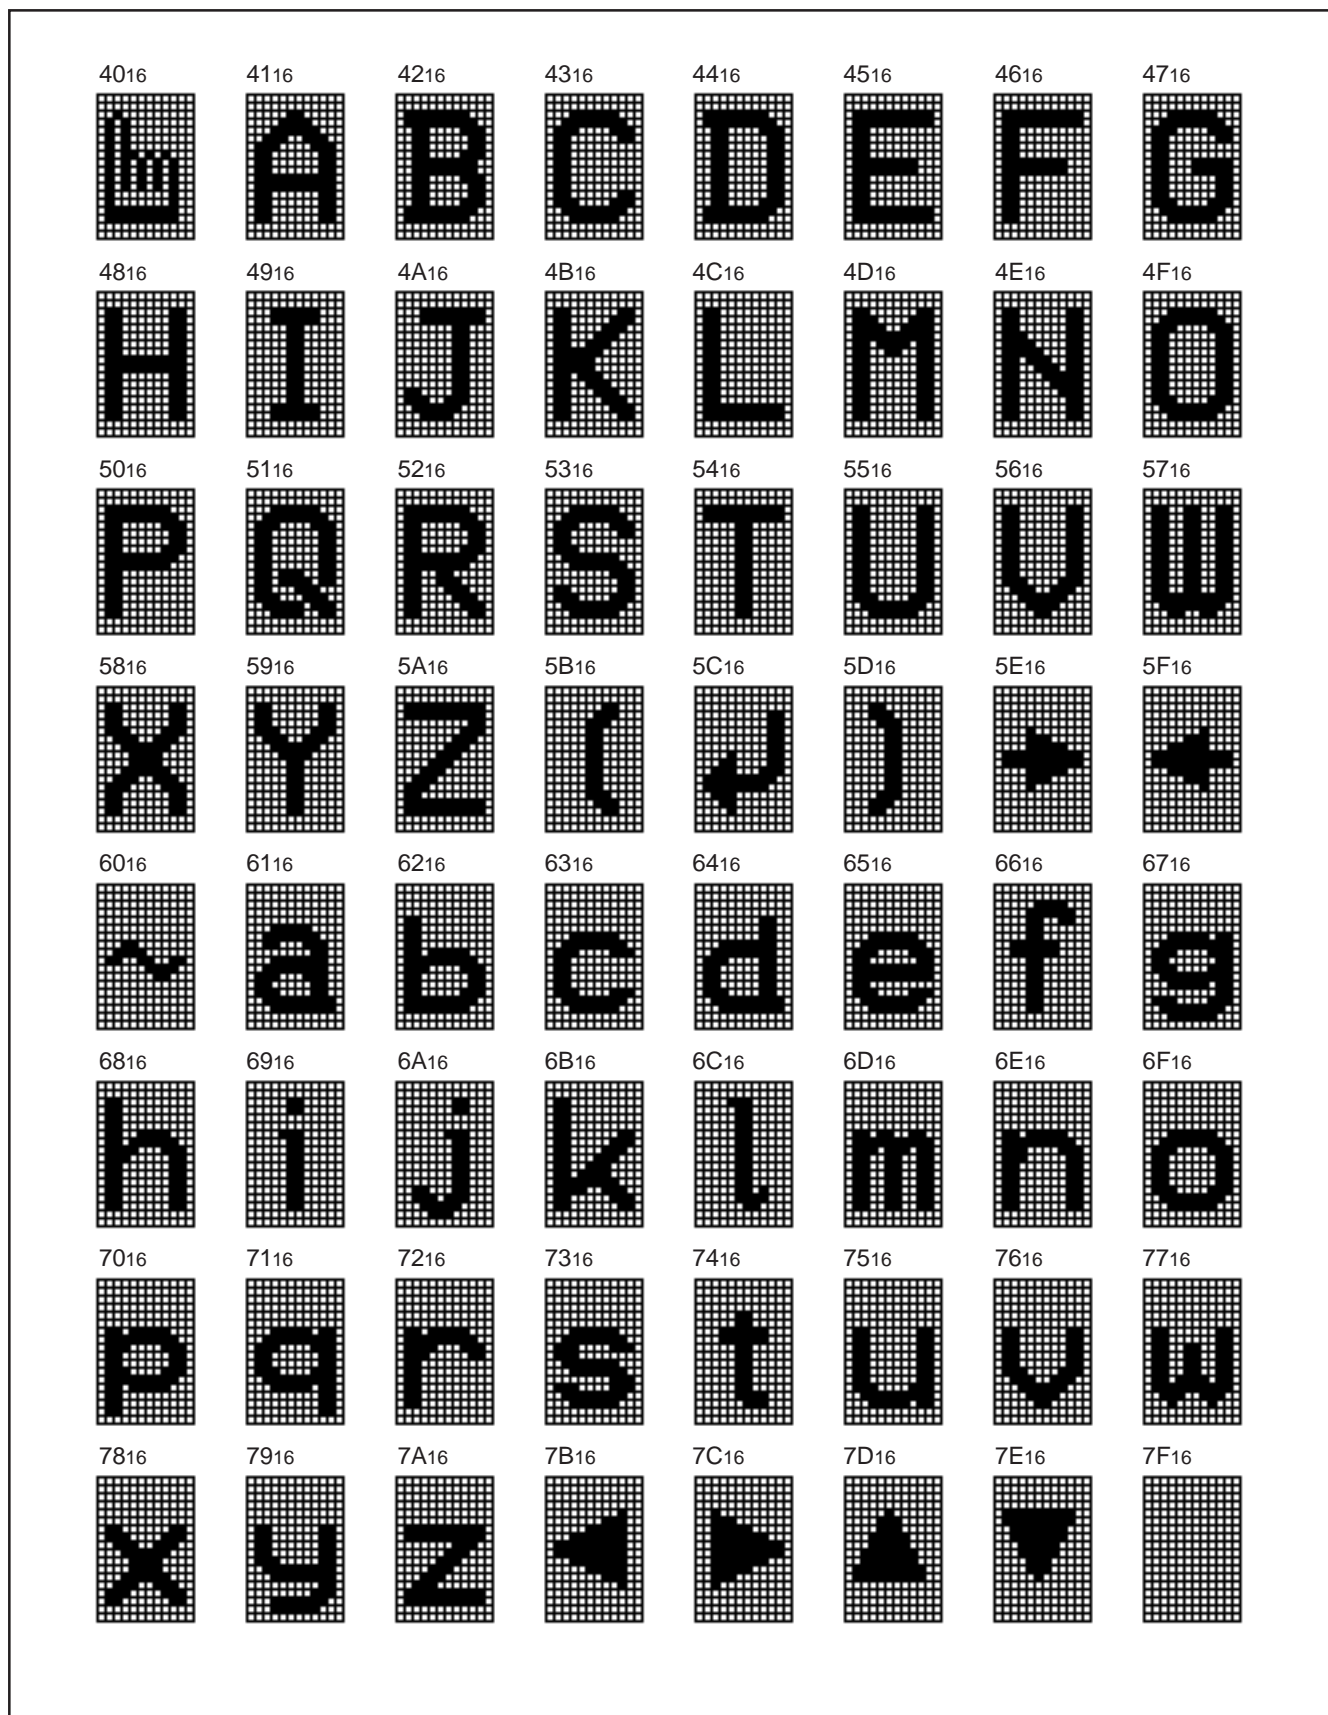 4016 4116 4216 4316 4416 4516 4616 4716
A B C D E F G
4816 4916 4A16 4B16 4C16 4D16 4E16 4F16
H I J K L M N O
5016 5116 5216 5316 5416 5516 5616 5716
P Q R S T U V W
5816 5916 5A16 5B16 5C16 5D16 5E16 5F16
X Y Z ( ↲ ) → ←
6016 6116 6216 6316 6416 6516 6616 6716
~ a b c d e f g
6816 6916 6A16 6B16 6C16 6D16 6E16 6F16
h i j k l m n o
7016 7116 7216 7316 7416 7516 7616 7716
p q r s t u v w
7816 7916 7A16 7B16 7C16 7D16 7E16 7F16
x y z ◀ ▶ ▲ ▼